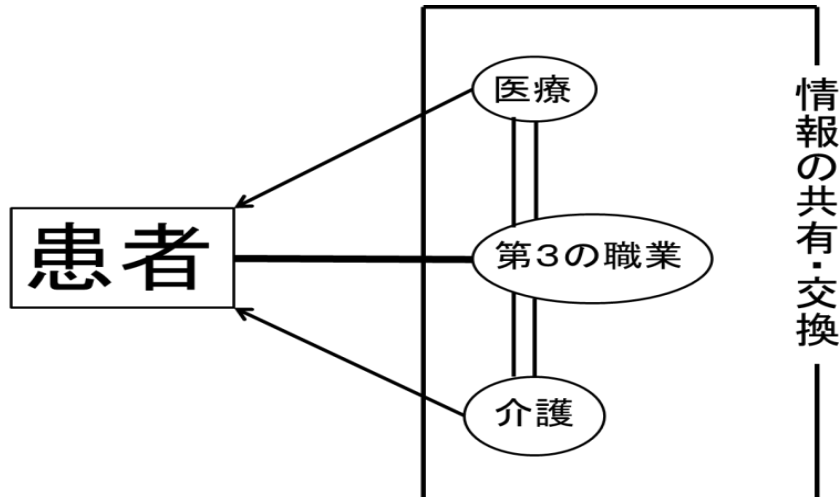 医療
患者
第3の職業
介護
情報の共有・交換